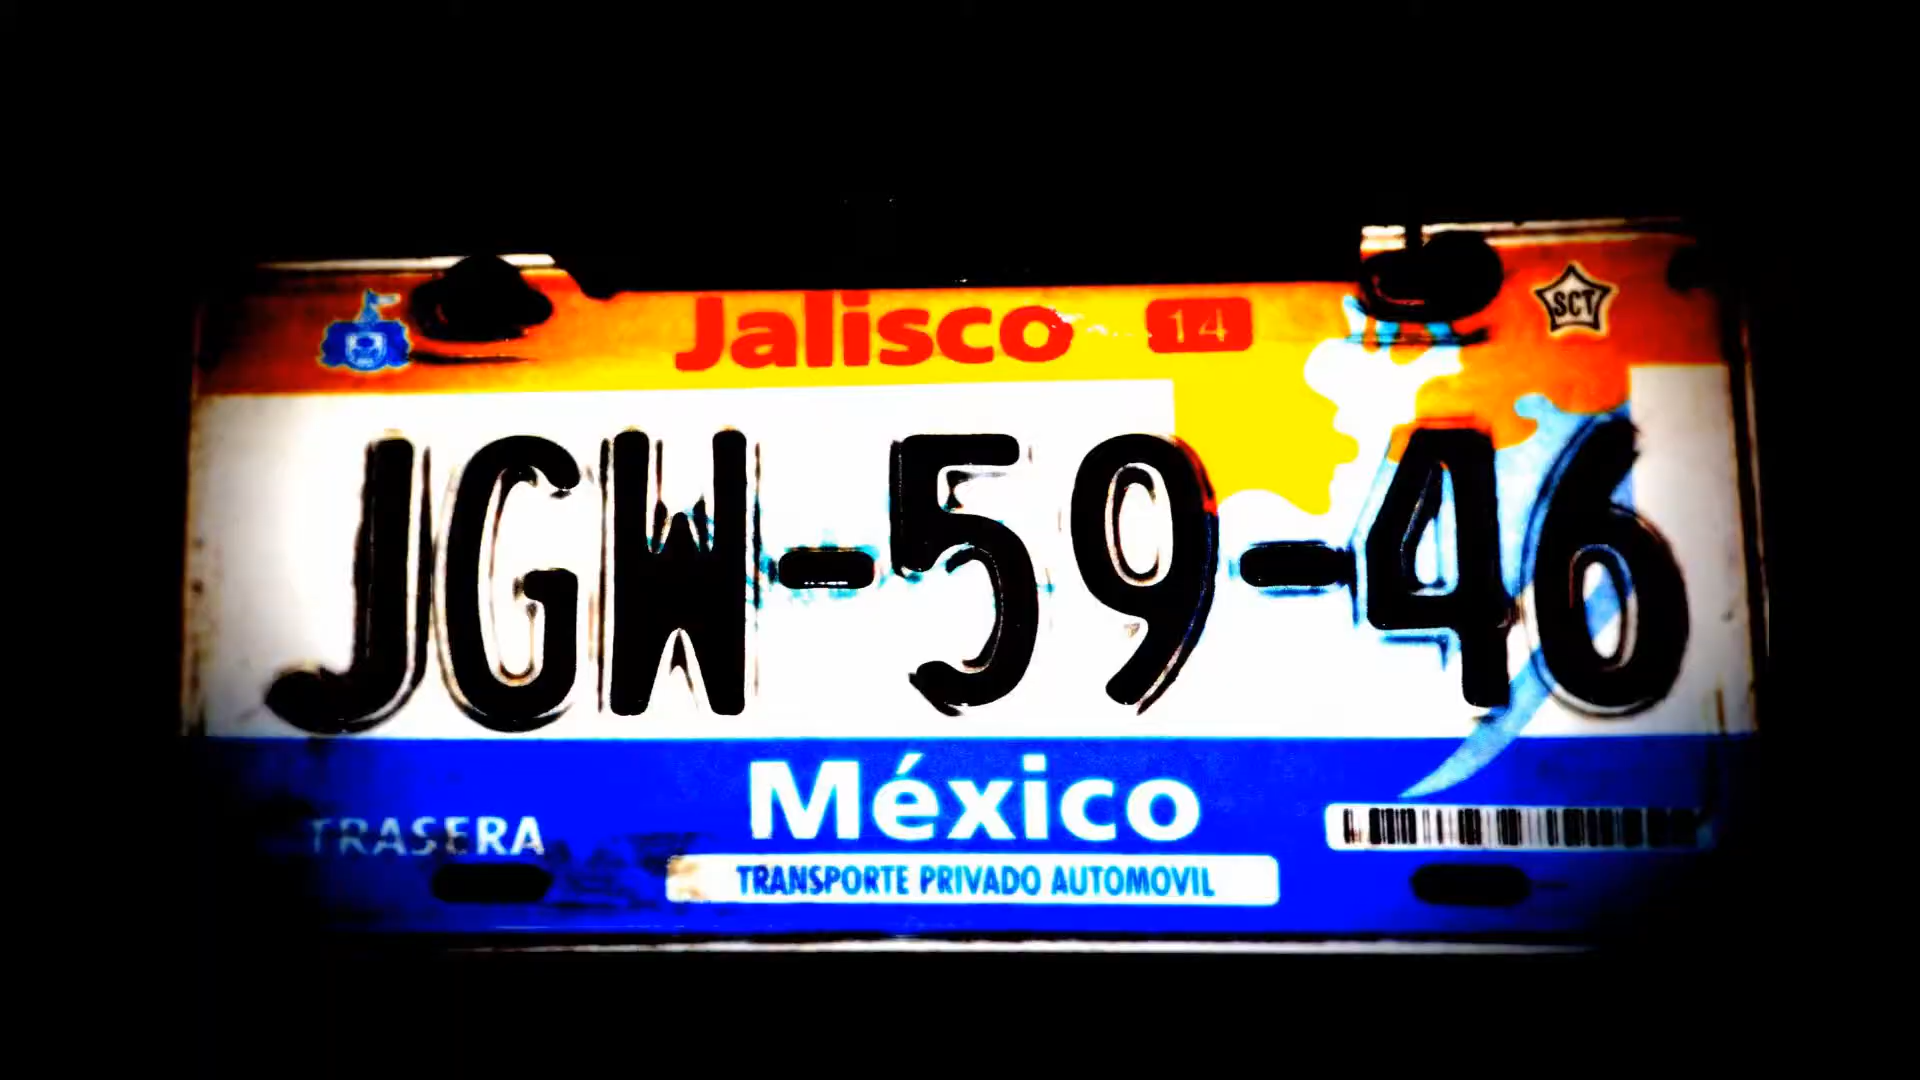 Jalisco 14 SCT
JGW-59-46
México
TRASERA
TRANSPORTE PRIVADO AUTOMOVIL